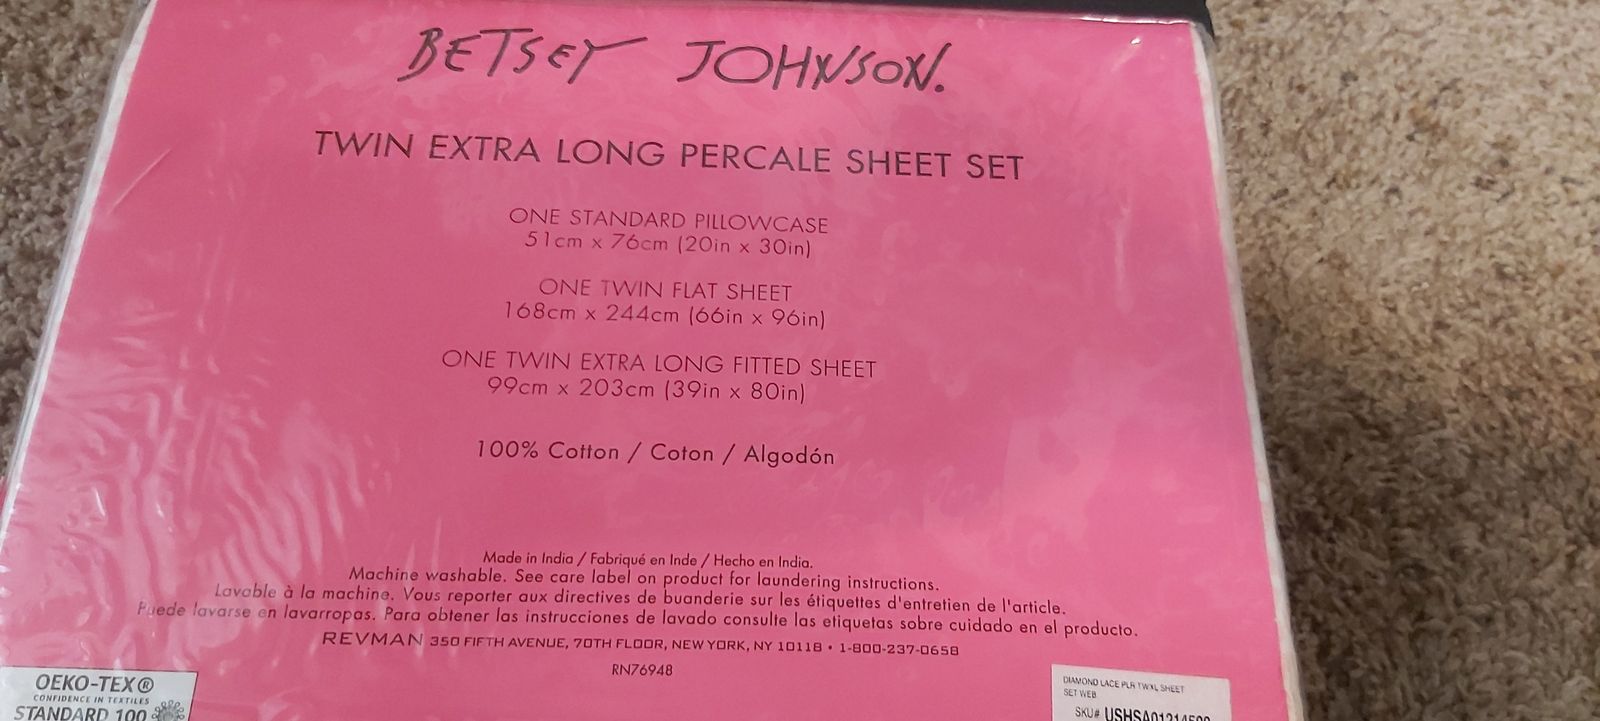 BETSEY JOHNSON.
TWIN EXTRA LONG PERCALE SHEET SET
ONE STANDARD PILLOWCASE
51cm x 76cm (20in x 30in)
ONE TWIN FLAT SHEET
168cm x 244cm (66in x 96in)
ONE TWIN EXTRA LONG FITTED SHEET
99cm x 203cm (39in x 80in)
100% Cotton / Coton / Algodón
Made in India / Fabriqué en Inde / Hecho en India.
Machine washable. See care label on product for laundering instructions.
Lavable à la machine. Vous reporter aux directives de buanderie sur les étiquettes d'entretien de l'article.
Puede lavarse en lavarropas. Para obtener las instrucciones de lavado consulte las etiquetas sobre cuidado en el producto.
REVMAN 350 FIFTH AVENUE, 70TH FLOOR, NEW YORK, NY 10118 • 1-800-237-0658
RN76948
OEKO-TEX®
CONFIDENCE IN TEXTILES
STANDARD 100
DIAMOND LACE PLR TWXL SHEET
SET WEB
SKU#